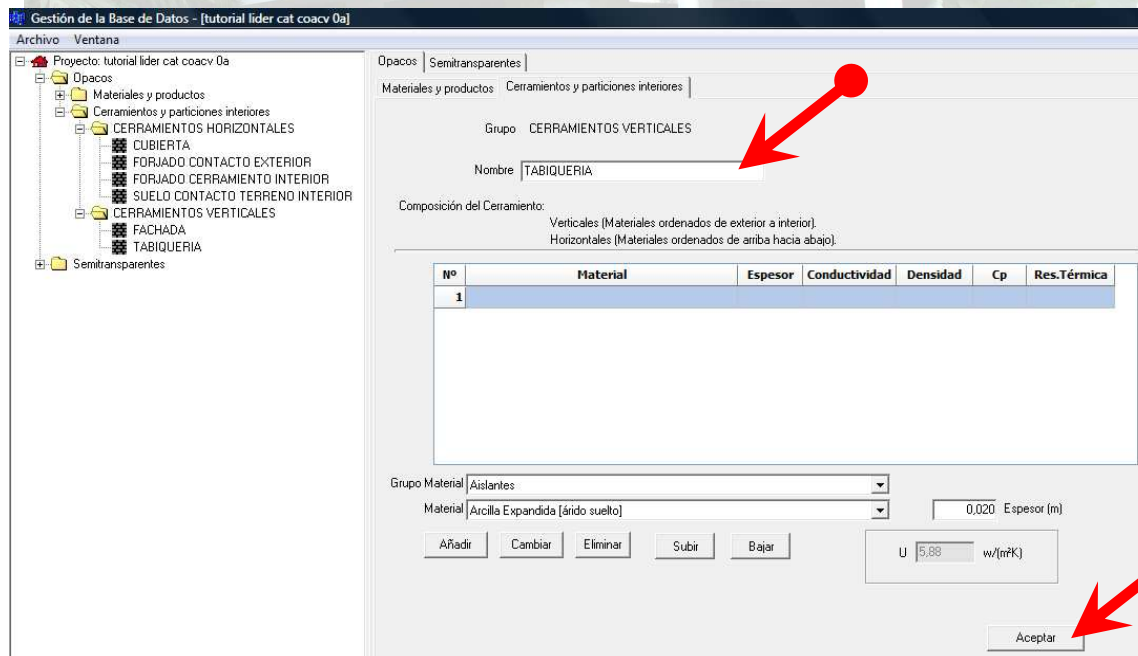 Gestión de la Base de Datos - [tutorial lider cat coacv 0a]
Archivo Ventana
Proyecto: tutorial lider cat coacv 0a
Opacos
Materiales y productos
Cerramientos y particiones interiores
CERRAMIENTOS HORIZONTALES
CUBIERTA
FORJADO CONTACTO EXTERIOR
FORJADO CERRAMIENTO INTERIOR
SUELO CONTACTO TERRENO INTERIOR
CERRAMIENTOS VERTICALES
FACHADA
TABIQUERIA
Semitransparentes
Opacos Semitransparentes
Materiales y productos Cerramientos y particiones interiores
Grupo CERRAMIENTOS VERTICALES
Nombre TABIQUERIA
Composición del Cerramiento:
Verticales (Materiales ordenados de exterior a interior).
Horizontales (Materiales ordenados de arriba hacia abajo).
Nº Material Espesor Conductividad Densidad Cp Res.Térmica
1
Grupo Material Aislantes
Material Arcilla Expandida [árido suelto] 0,020 Espesor (m)
Añadir Cambiar Eliminar Subir Bajar
U 5,88 w/(m²K)
Aceptar